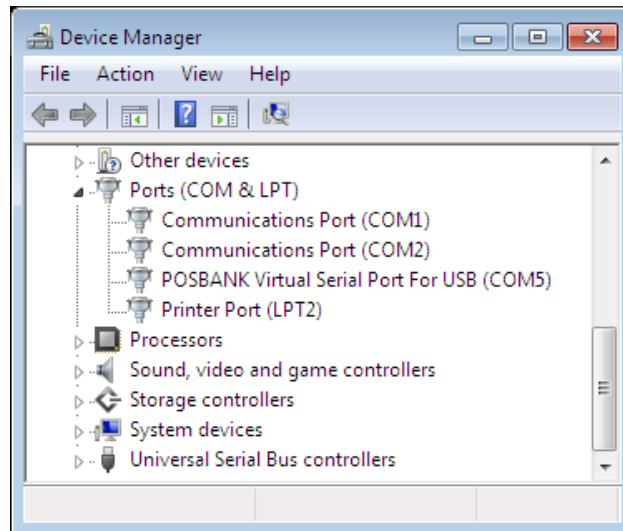 Device Manager
File Action View Help
Other devices
Ports (COM & LPT)
Communications Port (COM1)
Communications Port (COM2)
POSBANK Virtual Serial Port For USB (COM5)
Printer Port (LPT2)
Processors
Sound, video and game controllers
Storage controllers
System devices
Universal Serial Bus controllers